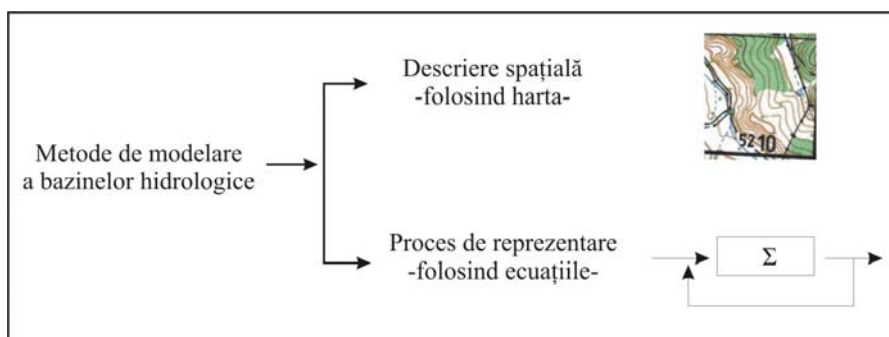 Descriere spațială
-folosind harta-
5210
Metode de modelare
a bazinelor hidrologice
Proces de reprezentare
-folosind ecuațiile-
Σ